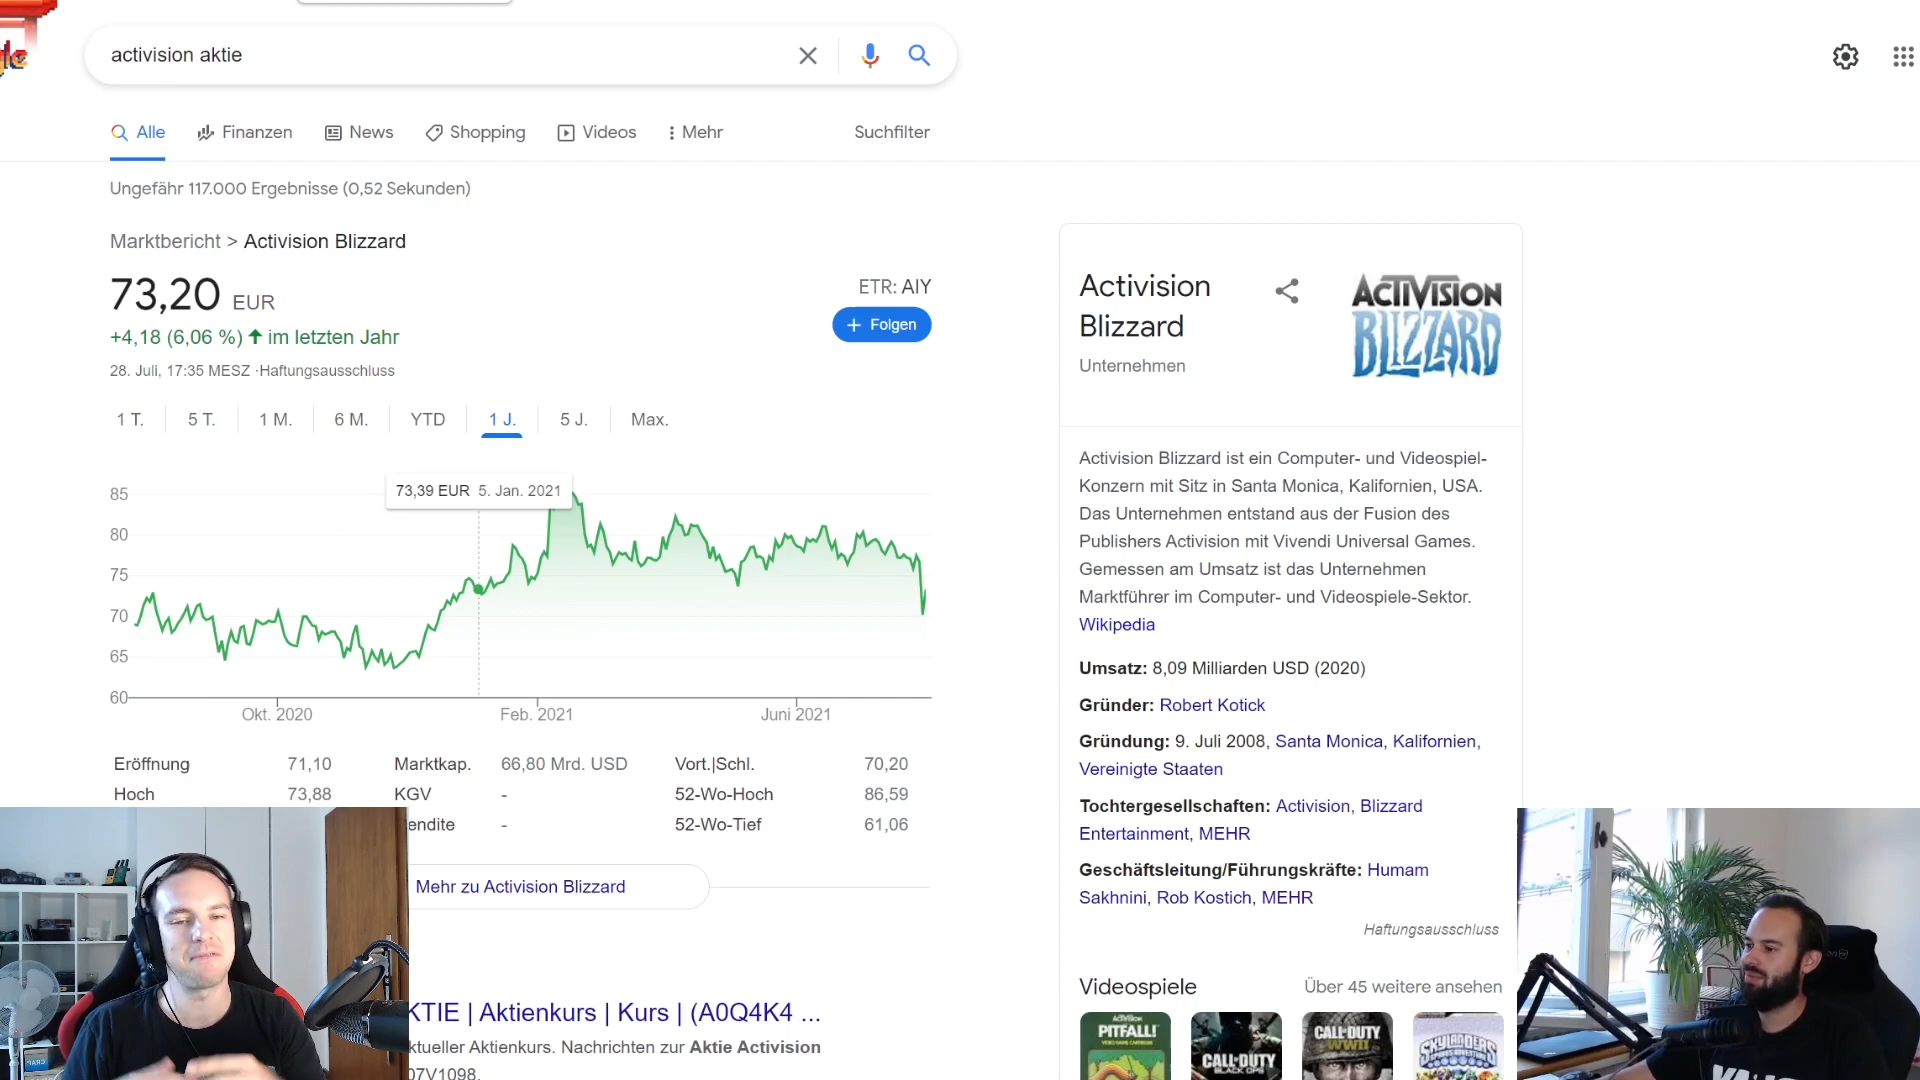 activision aktie
Alle Finanzen News Shopping Videos Mehr Suchfilter
Ungefähr 117.000 Ergebnisse (0,52 Sekunden)
Marktbericht > Activision Blizzard
73,20 EUR
ETR: AIY
+ Folgen
+4,18 (6,06 %) im letzten Jahr
28. Juli, 17:35 MESZ ·Haftungsausschluss
1 T. 5 T. 1 M. 6 M. YTD 1 J. 5 J. Max.
73,39 EUR 5. Jan. 2021
85
80
75
70
65
60
Okt. 2020 Feb. 2021 Juni 2021
Eröffnung 71,10 Marktkap. 66,80 Mrd. USD Vort.|Schl. 70,20
Hoch 73,88 KGV - 52-Wo-Hoch 86,59
endite - 52-Wo-Tief 61,06
Mehr zu Activision Blizzard
KTIE | Aktienkurs | Kurs | (A0Q4K4 ...
ktueller Aktienkurs. Nachrichten zur Aktie Activision
07V1098.
Activision
Blizzard
Unternehmen
ACTIVISION
BLIZZARD
Activision Blizzard ist ein Computer- und Videospiel-
Konzern mit Sitz in Santa Monica, Kalifornien, USA.
Das Unternehmen entstand aus der Fusion des
Publishers Activision mit Vivendi Universal Games.
Gemessen am Umsatz ist das Unternehmen
Marktführer im Computer- und Videospiele-Sektor.
Wikipedia
Umsatz: 8,09 Milliarden USD (2020)
Gründer: Robert Kotick
Gründung: 9. Juli 2008, Santa Monica, Kalifornien,
Vereinigte Staaten
Tochtergesellschaften: Activision, Blizzard
Entertainment, MEHR
Geschäftsleitung/Führungskräfte: Humam
Sakhnini, Rob Kostich, MEHR
Haftungsausschluss
Videospiele Über 45 weitere ansehen
ACTIVISION
PITFALL!
CALL·DUTY
BLACK OPS
CALL·DUTY
WWII
SKYLANDERS